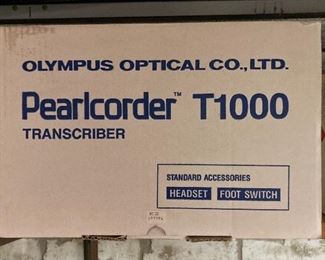 OLYMPUS OPTICAL CO.,LTD.
Pearlcorder™ T1000
TRANSCRIBER
STANDARD ACCESSORIES
HEADSET FOOT SWITCH